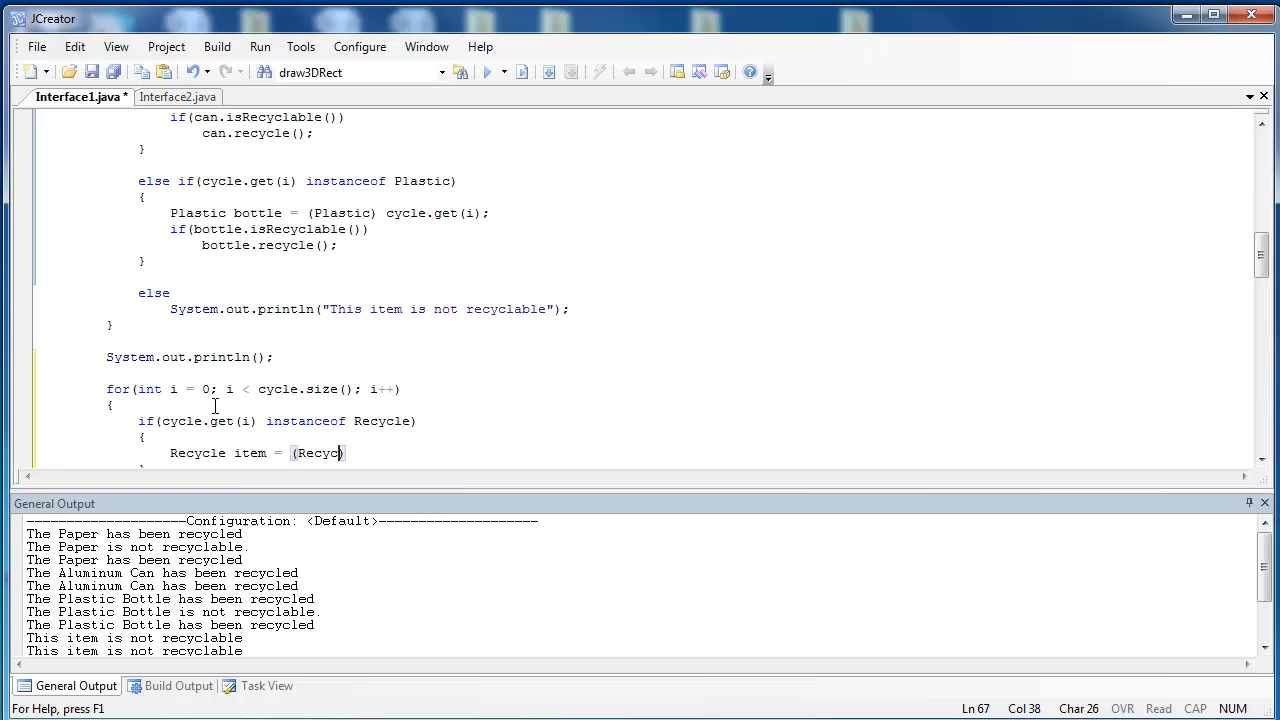 JCreator
File Edit View Project Build Run Tools Configure Window Help
draw3DRect
Interface1.java * Interface2.java
if(can.isRecyclable())
can.recycle();
}
else if(cycle.get(i) instanceof Plastic)
{
Plastic bottle = (Plastic) cycle.get(i);
if(bottle.isRecyclable())
bottle.recycle();
}
else
System.out.println("This item is not recyclable");
}
System.out.println();
for(int i = 0; i < cycle.size(); i++)
{
if(cycle.get(i) instanceof Recycle)
{
Recycle item = (Recyc)
General Output
--------------------Configuration: <Default>--------------------
The Paper has been recycled
The Paper is not recyclable.
The Paper has been recycled
The Aluminum Can has been recycled
The Aluminum Can has been recycled
The Plastic Bottle has been recycled
The Plastic Bottle is not recyclable.
The Plastic Bottle has been recycled
This item is not recyclable
This item is not recyclable
General Output Build Output Task View
For Help, press F1 Ln 67 Col 38 Char 26 OVR Read CAP NUM